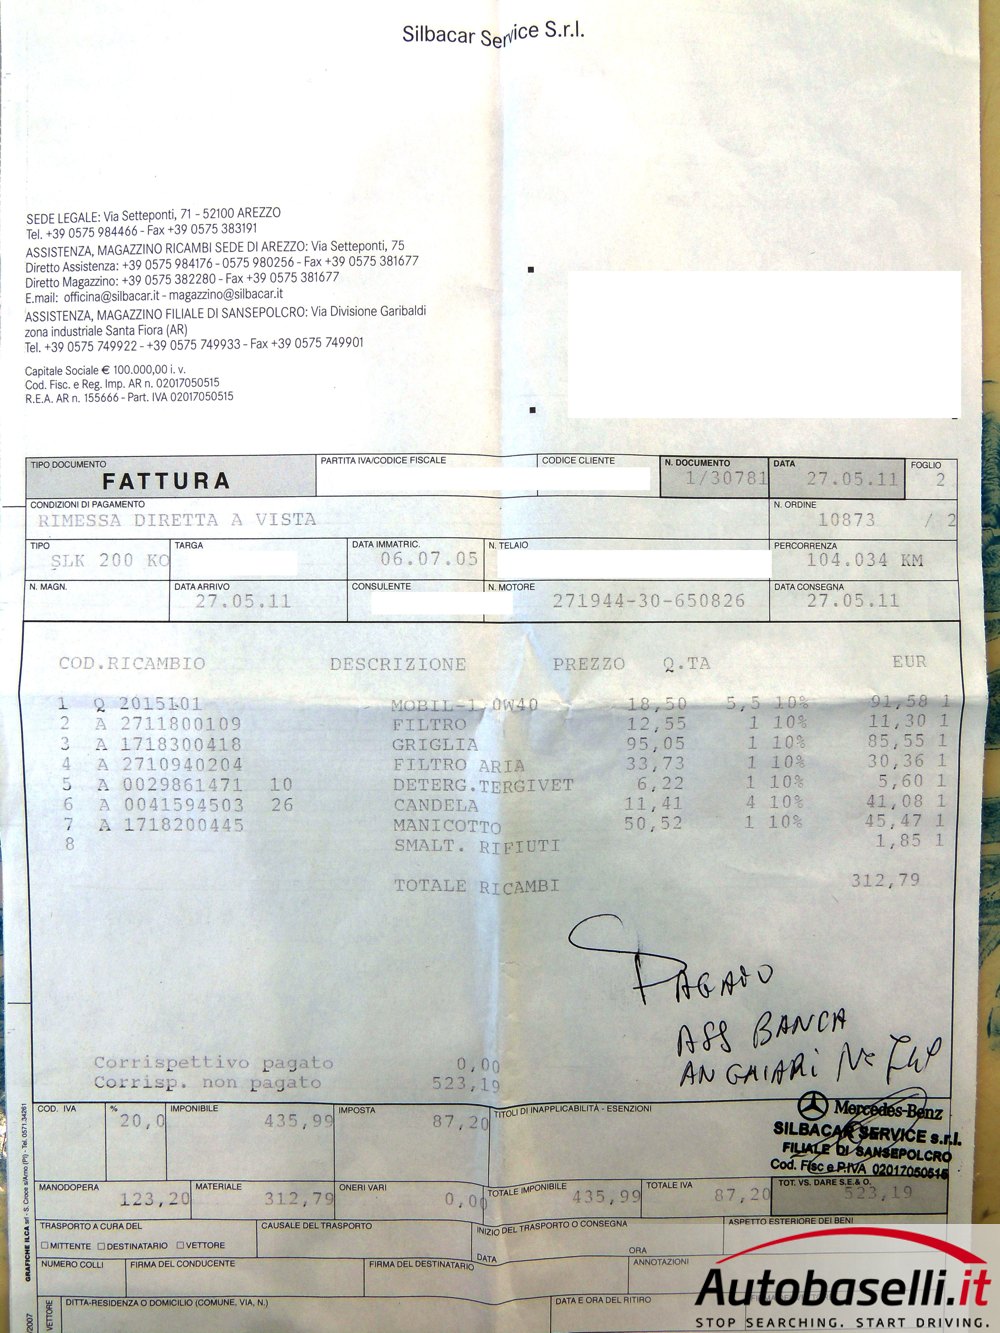 Silbacar Service S.r.l.
SEDE LEGALE: Via Setteponti, 71 - 52100 AREZZO
Tel. +39 0575 984466 - Fax +39 0575 383191
ASSISTENZA, MAGAZZINO RICAMBI SEDE DI AREZZO: Via Setteponti, 75
Diretto Assistenza: +39 0575 984176 - 0575 980256 - Fax +39 0575 381677
Diretto Magazzino: +39 0575 382280 - Fax +39 0575 381677
E.mail: officina@silbacar.it - magazzino@silbacar.it
ASSISTENZA, MAGAZZINO FILIALE DI SANSEPOLCRO: Via Divisione Garibaldi
zona industriale Santa Fiora (AR)
Tel. +39 0575 749922 - +39 0575 749933 - Fax +39 0575 749901
Capitale Sociale € 100.000,00 i. v.
Cod. Fisc. e Reg. Imp. AR n. 02017050515
R.E.A. AR n. 155666 - Part. IVA 02017050515
TIPO DOCUMENTO PARTITA IVA/CODICE FISCALE CODICE CLIENTE N. DOCUMENTO DATA FOGLIO
FATTURA 1/30781 27.05.11 2
CONDIZIONI DI PAGAMENTO N. ORDINE
RIMESSA DIRETTA A VISTA 10873 / 2
TIPO TARGA DATA IMMATRIC. N. TELAIO PERCORRENZA
SLK 200 KO 06.07.05 104.034 KM
N. MAGN. DATA ARRIVO CONSULENTE N. MOTORE DATA CONSEGNA
27.05.11 271944-30-650826 27.05.11
COD.RICAMBIO DESCRIZIONE PREZZO Q.TA EUR
1 Q 2015101 MOBIL-1 0W40 18,50 5,5 10% 91,58 1
2 A 2711800109 FILTRO 12,55 1 10% 11,30 1
3 A 1718300418 GRIGLIA 95,05 1 10% 85,55 1
4 A 2710940204 FILTRO ARIA 33,73 1 10% 30,36 1
5 A 0029861471 10 DETERG.TERGIVET 6,22 1 10% 5,60 1
6 A 0041594503 26 CANDELA 11,41 4 10% 41,08 1
7 A 1718200445 MANICOTTO 50,52 1 10% 45,47 1
8 SMALT. RIFIUTI 1,85 1
TOTALE RICAMBI 312,79
PAGATO
ASS BANCA
ANGHIARI
Corrispettivo pagato 0,00
Corrisp. non pagato 523,19
COD. IVA % IMPONIBILE IMPOSTA TITOLI DI INAPPLICABILITÀ - ESENZIONI
20,0 435,99 87,20
Mercedes-Benz
SILBACAR SERVICE s.r.l.
FILIALE DI SANSEPOLCRO
Cod. Fisc e P.IVA 02017050515
MANODOPERA MATERIALE ONERI VARI TOTALE IMPONIBILE TOTALE IVA TOT. VS. DARE S.E.& O.
123,20 312,79 0,00 435,99 87,20 523,19
TRASPORTO A CURA DEL CAUSALE DEL TRASPORTO INIZIO DEL TRASPORTO O CONSEGNA ASPETTO ESTERIORE DEI BENI
MITTENTE DESTINATARIO VETTORE DATA ORA
NUMERO COLLI FIRMA DEL CONDUCENTE FIRMA DEL DESTINATARIO ANNOTAZIONI
VETTORE DITTA-RESIDENZA O DOMICILIO (COMUNE, VIA, N.) DATA E ORA DEL RITIRO
Autobaselli.it
STOP SEARCHING. START DRIVING.